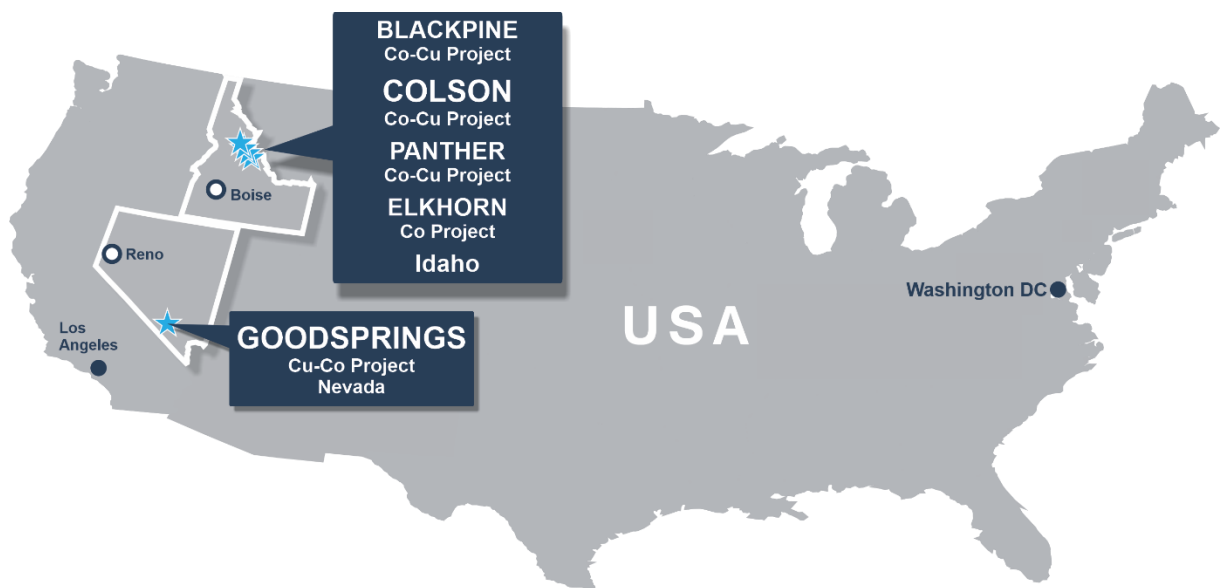 BLACKPINE
Co-Cu Project
COLSON
Co-Cu Project
PANTHER
Co-Cu Project
ELKHORN
Co Project
Idaho
Boise
Reno
Washington DC
USA
Los
Angeles
GOODSPRINGS
Cu-Co Project
Nevada